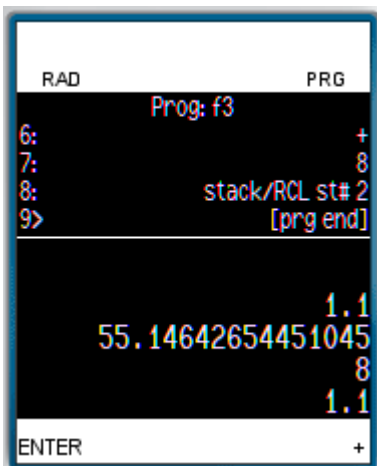 RAD PRG
Prog: f3
6: +
7: 8
8: stack/RCL st# 2
9> [prg end]
1.1
55.14642654451045
8
1.1
ENTER +